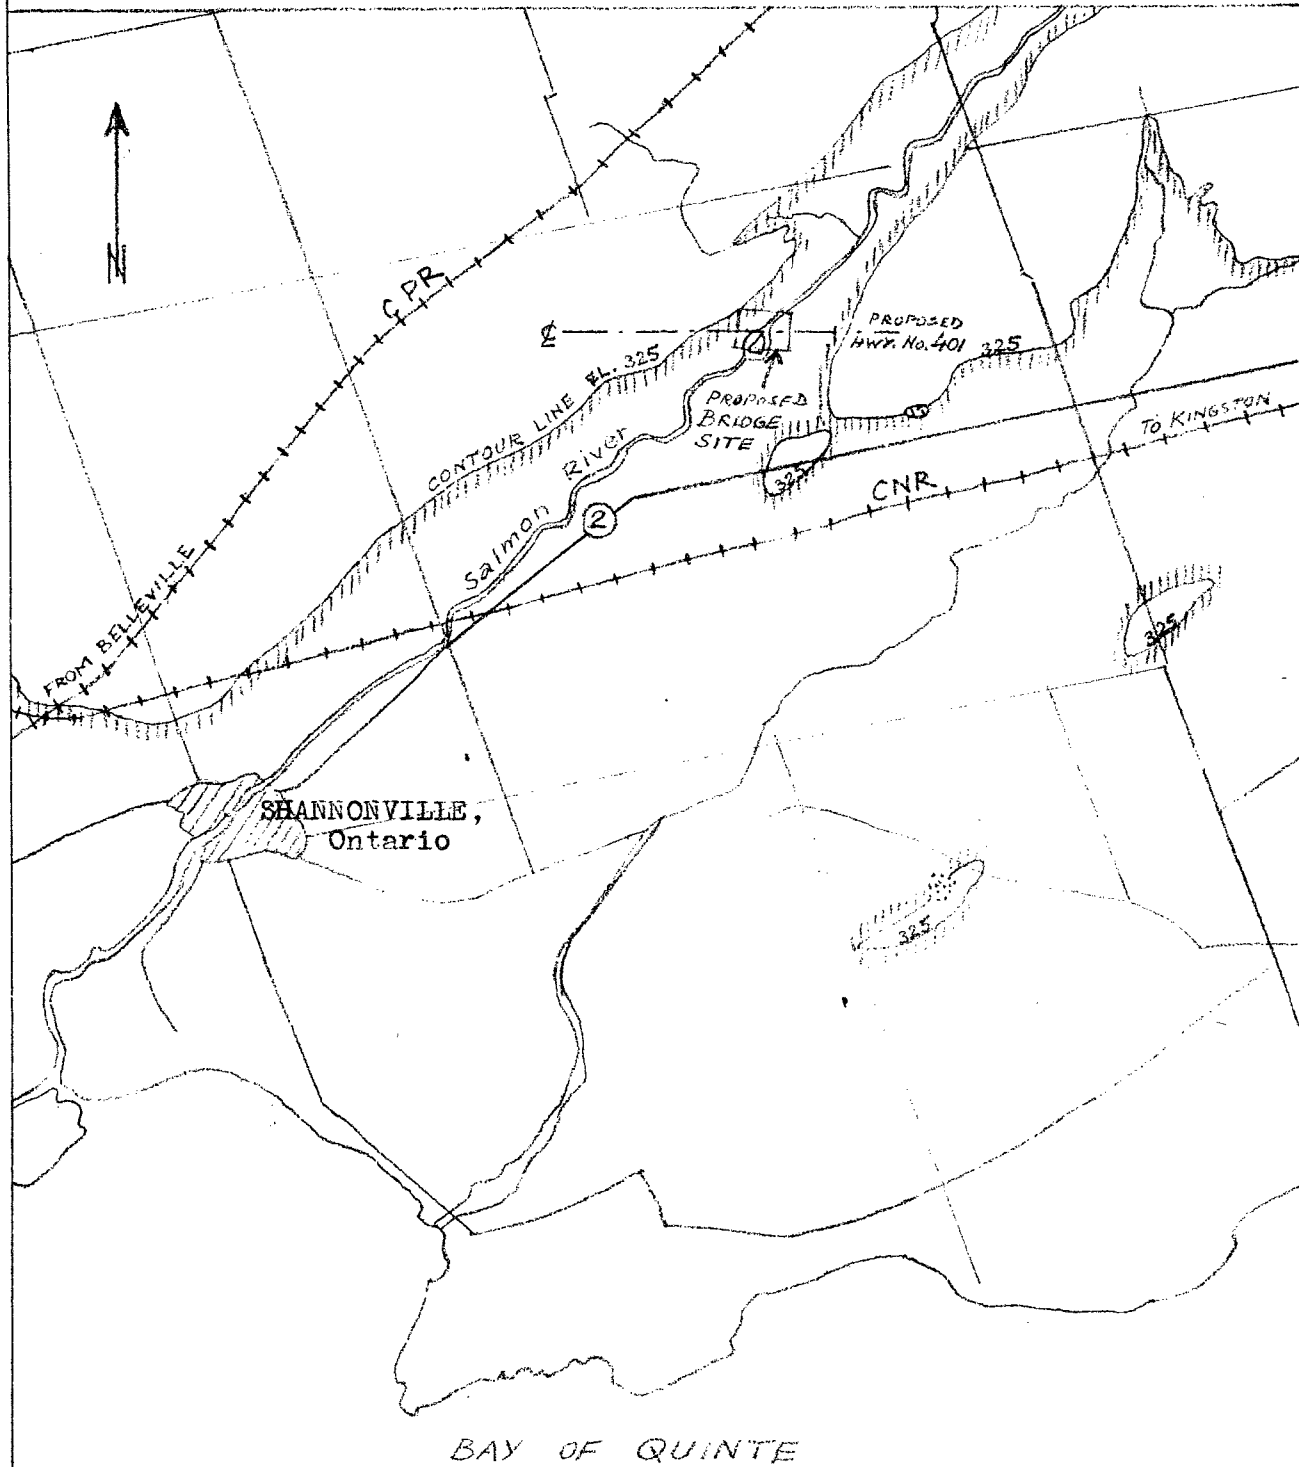 N
CPR
℄
PROPOSED
HWY. No. 401
325
CONTOUR LINE EL. 325
PROPOSED
BRIDGE
SITE
Salmon River
325
TO KINGSTON
CNR
2
FROM BELLEVILLE
325
SHANNONVILLE,
Ontario
325
BAY OF QUINTE